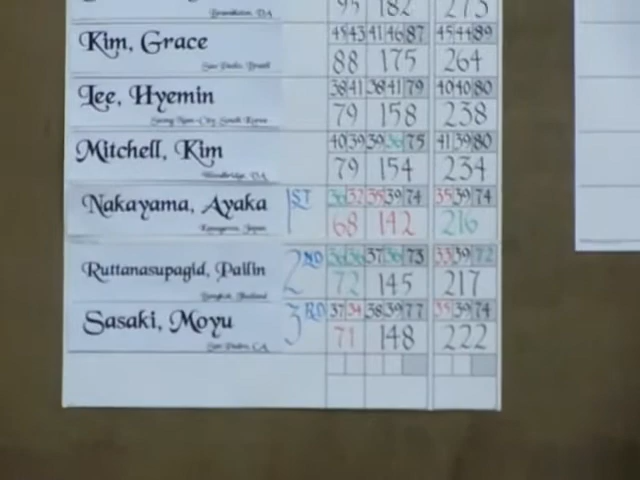 182 273
Kim, Grace 45 43 41 46 87 45 44 89
88 175 264
Lee, Hyemin 38 41 38 41 79 40 40 80
79 158 238
Mitchell, Kim 40 39 39 36 75 41 39 80
79 154 234
Nakayama, Ayaka 1ST 36 32 35 39 74 35 39 74
68 142 216
Ruttanasupagid, Pailin 2ND 36 36 37 36 73 33 39 72
72 145 217
Bangkok, Thailand
Sasaki, Moyu 3RD 37 34 38 39 77 35 39 74
71 148 222